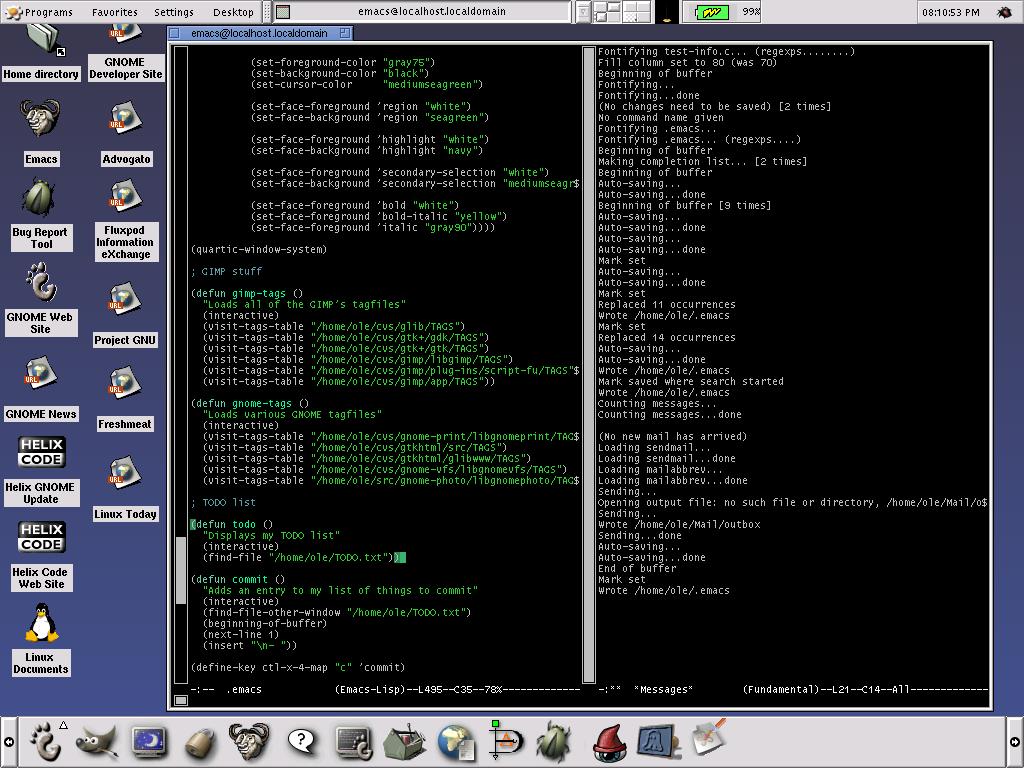 Programs Favorites Settings Desktop
emacs@localhost.localdomain
99%
08:10:53 PM
Home directory
GNOME
Developer Site
Emacs
URL
Advogato
Bug Report
Tool
URL
Fluxpod
Information
eXchange
GNOME Web
Site
URL
Project GNU
URL
GNOME News
URL
Freshmeat
HELIX
CODE
Helix GNOME
Update
URL
Linux Today
HELIX
CODE
Helix Code
Web Site
Linux
Documents
emacs@localhost.localdomain
(set-foreground-color "gray75")
(set-background-color "black")
(set-cursor-color     "mediumseagreen")
(set-face-foreground 'region "white")
(set-face-background 'region "seagreen")
(set-face-foreground 'highlight "white")
(set-face-background 'highlight "navy")
(set-face-foreground 'secondary-selection "white")
(set-face-background 'secondary-selection "mediumseagr$
(set-face-foreground 'bold "white")
(set-face-foreground 'bold-italic "yellow")
(set-face-foreground 'italic "gray90"))))
(quartic-window-system)
; GIMP stuff
(defun gimp-tags ()
"Loads all of the GIMP's tagfiles"
(interactive)
(visit-tags-table "/home/ole/cvs/glib/TAGS")
(visit-tags-table "/home/ole/cvs/gtk+/gdk/TAGS")
(visit-tags-table "/home/ole/cvs/gtk+/gtk/TAGS")
(visit-tags-table "/home/ole/cvs/gimp/libgimp/TAGS")
(visit-tags-table "/home/ole/cvs/gimp/plug-ins/script-fu/TAGS"$
(visit-tags-table "/home/ole/cvs/gimp/app/TAGS"))
(defun gnome-tags ()
"Loads various GNOME tagfiles"
(interactive)
(visit-tags-table "/home/ole/cvs/gnome-print/libgnomeprint/TAG$
(visit-tags-table "/home/ole/cvs/gtkhtml/src/TAGS")
(visit-tags-table "/home/ole/cvs/gtkhtml/glibwww/TAGS")
(visit-tags-table "/home/ole/cvs/gnome-vfs/libgnomevfs/TAGS")
(visit-tags-table "/home/ole/src/gnome-photo/libgnomephoto/TAG$
; TODO list
(defun todo ()
"Displays my TODO list"
(interactive)
(find-file "/home/ole/TODO.txt"))
(defun commit ()
"Adds an entry to my list of things to commit"
(interactive)
(find-file-other-window "/home/ole/TODO.txt")
(beginning-of-buffer)
(next-line 1)
(insert "\n- "))
(define-key ctl-x-4-map "c" 'commit)
-:--  .emacs            (Emacs-Lisp)--L495--C35--78%-------------
Fontifying test-info.c... (regexps........)
Fill column set to 80 (was 70)
Beginning of buffer
Fontifying...
Fontifying...done
(No changes need to be saved) [2 times]
No command name given
Fontifying .emacs...
Fontifying .emacs... (regexps....)
Beginning of buffer
Making completion list... [2 times]
Beginning of buffer
Auto-saving...
Auto-saving...done
Beginning of buffer [9 times]
Auto-saving...
Auto-saving...done
Auto-saving...
Auto-saving...done
Mark set
Auto-saving...
Auto-saving...done
Mark set
Replaced 11 occurrences
Wrote /home/ole/.emacs
Mark set
Replaced 14 occurrences
Auto-saving...
Auto-saving...done
Wrote /home/ole/.emacs
Mark saved where search started
Wrote /home/ole/.emacs
Counting messages...
Counting messages...done
(No new mail has arrived)
Loading sendmail...
Loading sendmail...done
Loading mailabbrev...
Loading mailabbrev...done
Sending...
Opening output file: no such file or directory, /home/ole/Mail/o$
Sending...
Wrote /home/ole/Mail/outbox
Sending...done
Auto-saving...
Auto-saving...done
End of buffer
Mark set
Wrote /home/ole/.emacs
-:**  *Messages*        (Fundamental)--L21--C14--All-------------